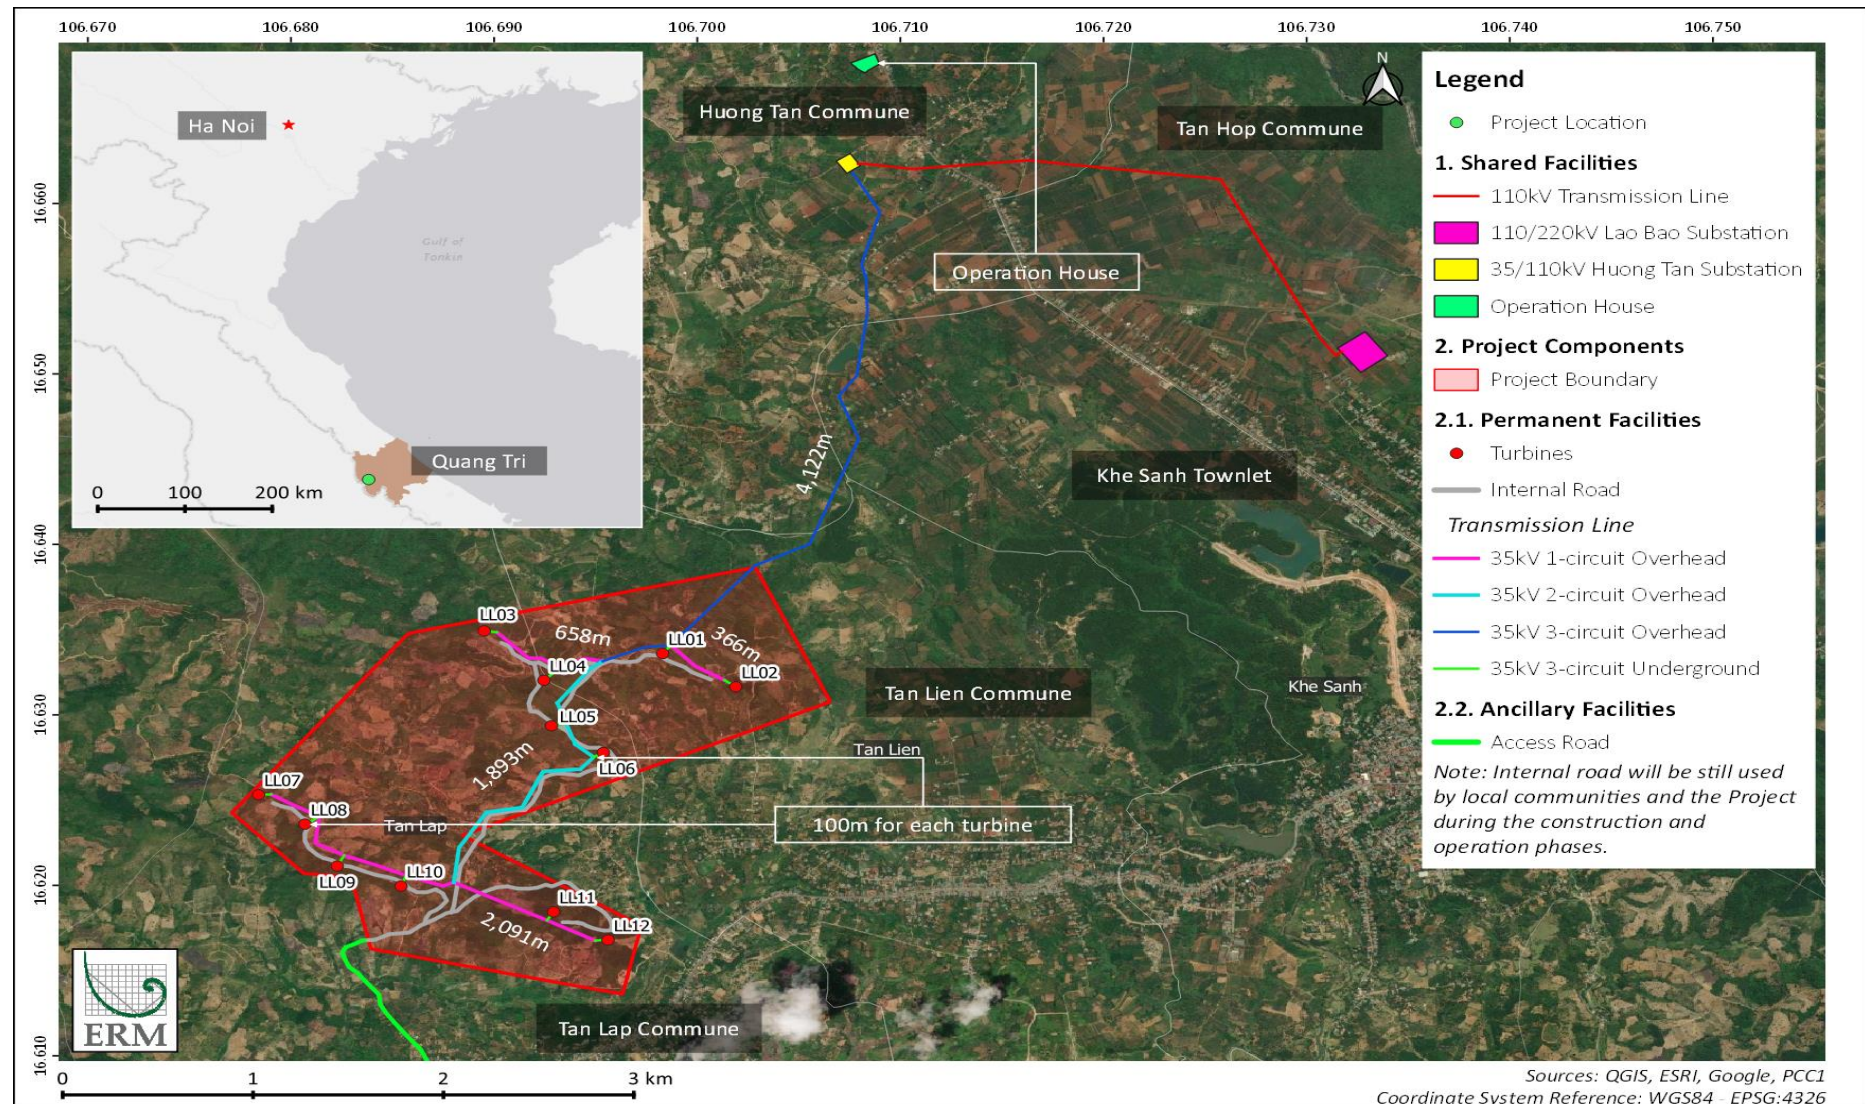 106.670 106.680 106.690 106.700 106.710 106.720 106.730 106.740 106.750
16.660
16.650
16.640
16.630
16.620
16.610
Ha Noi
Gulf of
Tonkin
Quang Tri
0 100 200 km
Huong Tan Commune
Tan Hop Commune
N
Operation House
4,122m
Khe Sanh Townlet
LL03
658m
LL01
366m
LL04
LL02
Tan Lien Commune
Khe Sanh
LL05
Tan Lien
1,893m
LL06
LL07
LL08
Tan Lap
100m for each turbine
LL10
LL09
LL11
2,091m
LL12
Tan Lap Commune
ERM
0 1 2 3 km
Legend
Project Location
1. Shared Facilities
110kV Transmission Line
110/220kV Lao Bao Substation
35/110kV Huong Tan Substation
Operation House
2. Project Components
Project Boundary
2.1. Permanent Facilities
Turbines
Internal Road
Transmission Line
35kV 1-circuit Overhead
35kV 2-circuit Overhead
35kV 3-circuit Overhead
35kV 3-circuit Underground
2.2. Ancillary Facilities
Access Road
Note: Internal road will be still used
by local communities and the Project
during the construction and
operation phases.
Sources: QGIS, ESRI, Google, PCC1
Coordinate System Reference: WGS84 - EPSG:4326